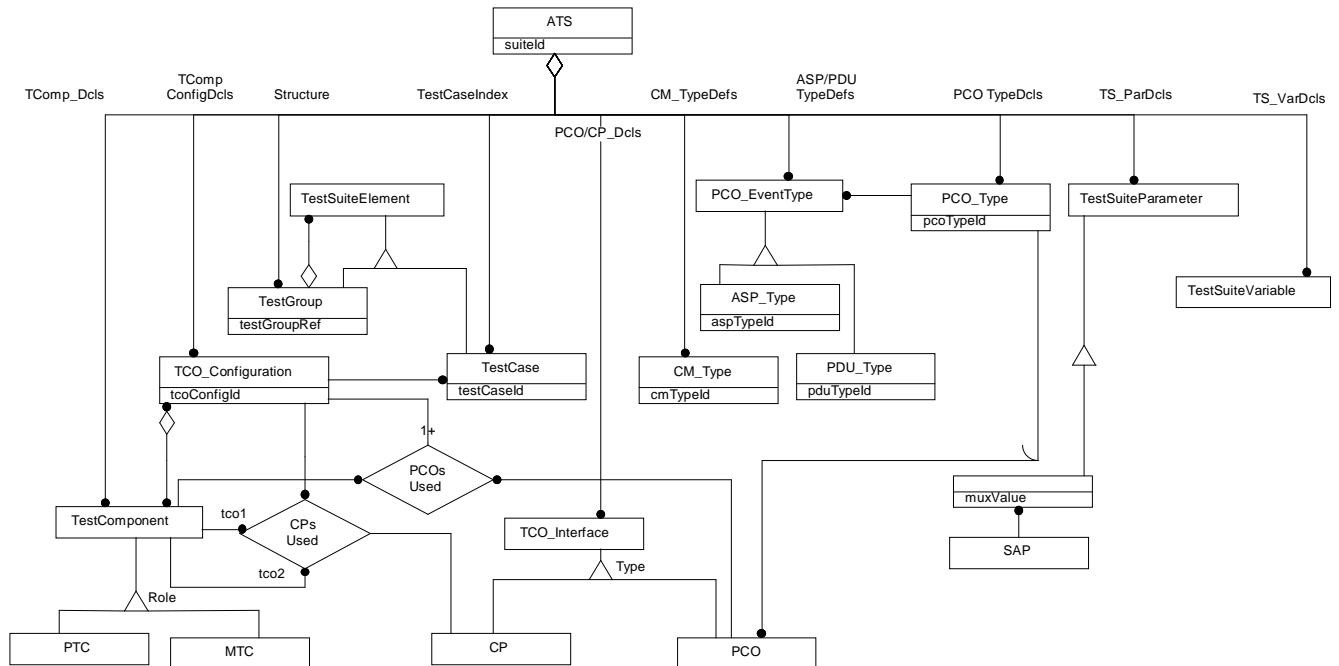 ATS
suiteId
TComp_Dcls
TComp
ConfigDcls
Structure
TestCaseIndex
PCO/CP_Dcls
CM_TypeDefs
ASP/PDU
TypeDefs
PCO TypeDcls
TS_ParDcls
TS_VarDcls
TestSuiteElement
PCO_EventType
PCO_Type
pcoTypeId
TestSuiteParameter
TestSuiteVariable
TestGroup
testGroupRef
ASP_Type
aspTypeId
TCO_Configuration
tcoConfigId
TestCase
testCaseId
CM_Type
cmTypeId
PDU_Type
pduTypeId
1+
PCOs
Used
muxValue
TestComponent
tco1
CPs
Used
TCO_Interface
SAP
tco2
Type
Role
PTC
MTC
CP
PCO